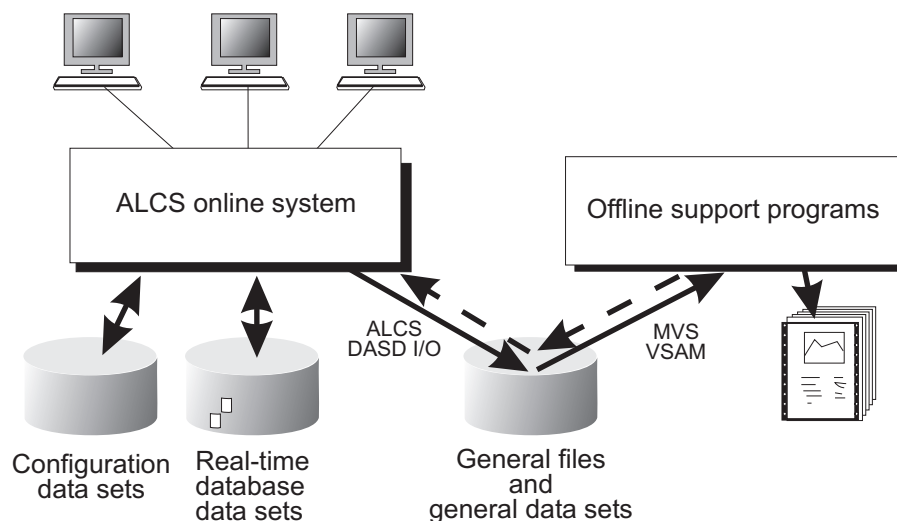 ALCS online system
Offline support programs
ALCS
DASD I/O
MVS
VSAM
Configuration
data sets
Real-time
database
data sets
General files
and
general data sets